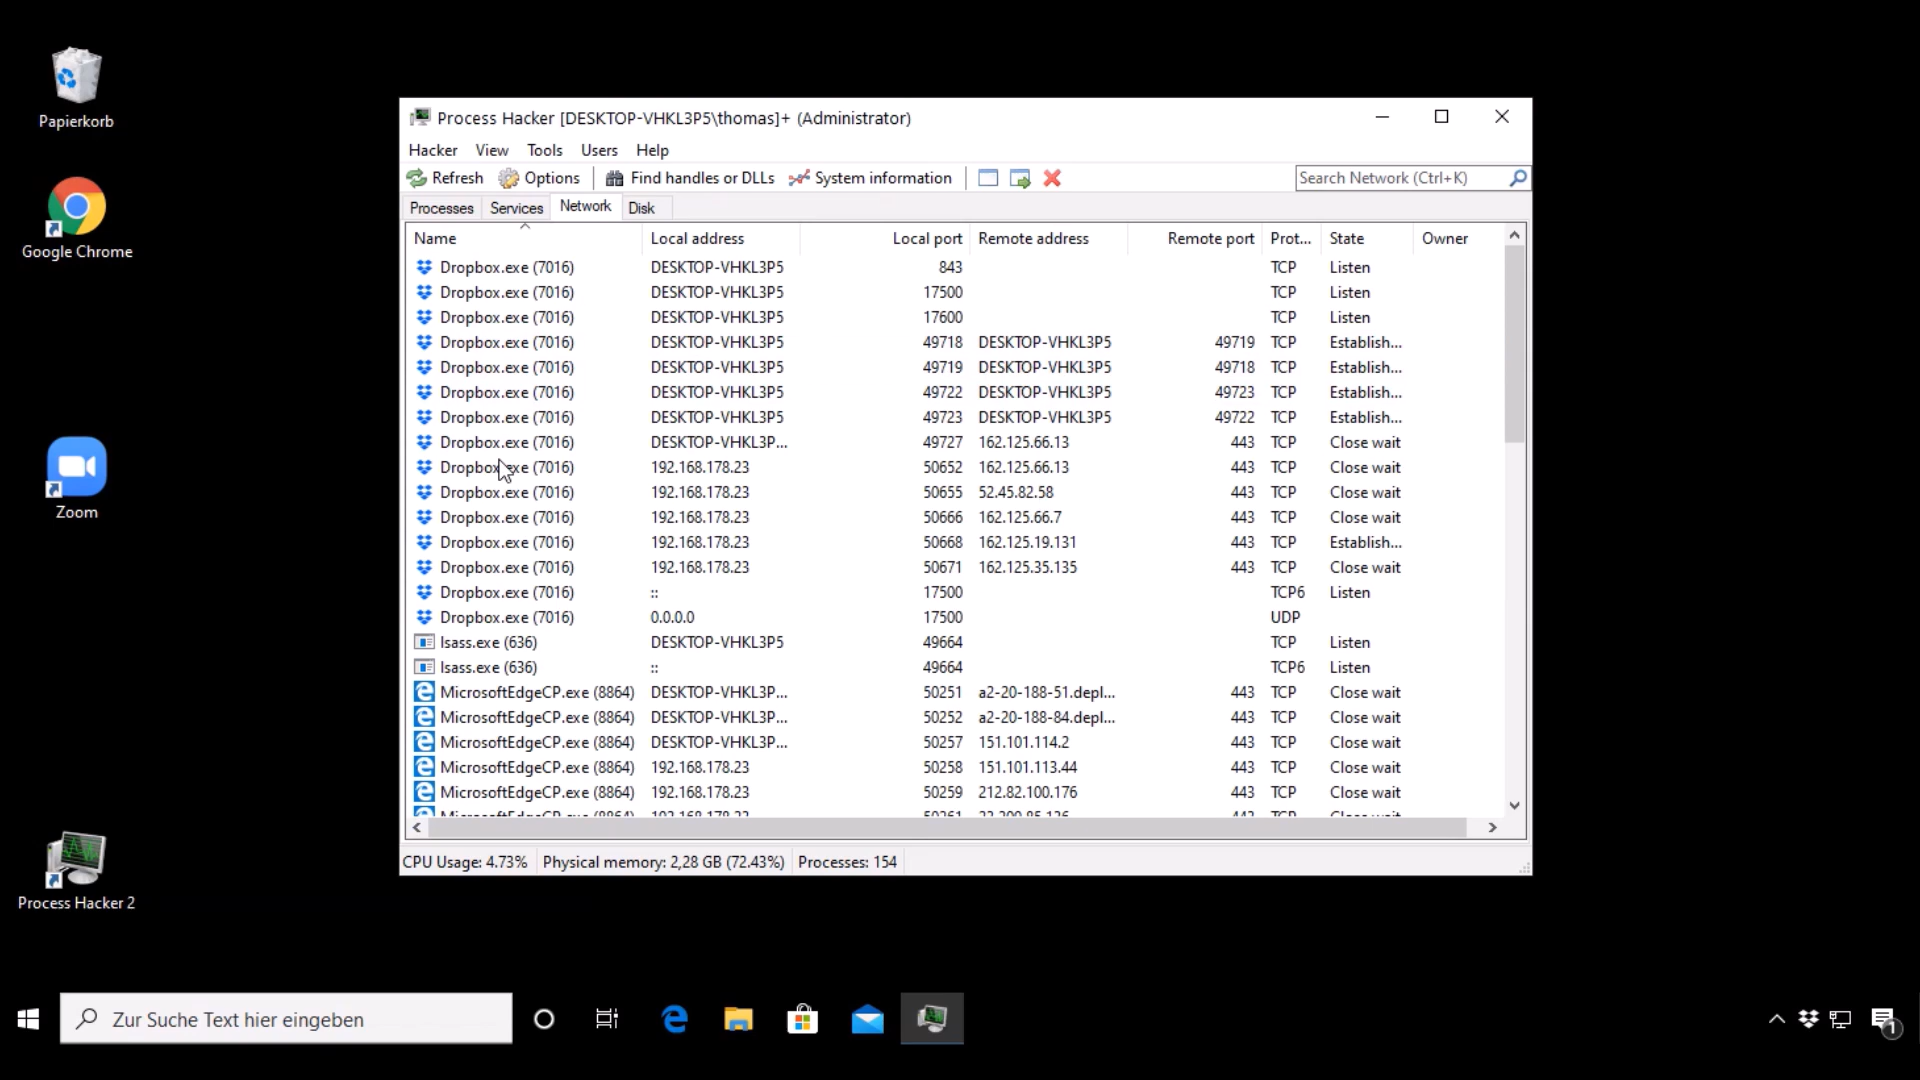 Papierkorb
Google Chrome
Zoom
Process Hacker 2
Process Hacker [DESKTOP-VHKL3P5\thomas]+ (Administrator)
Hacker View Tools Users Help
Refresh Options Find handles or DLLs System information Search Network (Ctrl+K)
Processes Services Network Disk
Name Local address Local port Remote address Remote port Prot... State Owner
Dropbox.exe (7016) DESKTOP-VHKL3P5 843 TCP Listen
Dropbox.exe (7016) DESKTOP-VHKL3P5 17500 TCP Listen
Dropbox.exe (7016) DESKTOP-VHKL3P5 17600 TCP Listen
Dropbox.exe (7016) DESKTOP-VHKL3P5 49718 DESKTOP-VHKL3P5 49719 TCP Establish...
Dropbox.exe (7016) DESKTOP-VHKL3P5 49719 DESKTOP-VHKL3P5 49718 TCP Establish...
Dropbox.exe (7016) DESKTOP-VHKL3P5 49722 DESKTOP-VHKL3P5 49723 TCP Establish...
Dropbox.exe (7016) DESKTOP-VHKL3P5 49723 DESKTOP-VHKL3P5 49722 TCP Establish...
Dropbox.exe (7016) DESKTOP-VHKL3P... 49727 162.125.66.13 443 TCP Close wait
Dropbox.exe (7016) 192.168.178.23 50652 162.125.66.13 443 TCP Close wait
Dropbox.exe (7016) 192.168.178.23 50655 52.45.82.58 443 TCP Close wait
Dropbox.exe (7016) 192.168.178.23 50666 162.125.66.7 443 TCP Close wait
Dropbox.exe (7016) 192.168.178.23 50668 162.125.19.131 443 TCP Establish...
Dropbox.exe (7016) 192.168.178.23 50671 162.125.35.135 443 TCP Close wait
Dropbox.exe (7016) :: 17500 TCP6 Listen
Dropbox.exe (7016) 0.0.0.0 17500 UDP
lsass.exe (636) DESKTOP-VHKL3P5 49664 TCP Listen
lsass.exe (636) :: 49664 TCP6 Listen
MicrosoftEdgeCP.exe (8864) DESKTOP-VHKL3P... 50251 a2-20-188-51.depl... 443 TCP Close wait
MicrosoftEdgeCP.exe (8864) DESKTOP-VHKL3P... 50252 a2-20-188-84.depl... 443 TCP Close wait
MicrosoftEdgeCP.exe (8864) DESKTOP-VHKL3P... 50257 151.101.114.2 443 TCP Close wait
MicrosoftEdgeCP.exe (8864) 192.168.178.23 50258 151.101.113.44 443 TCP Close wait
MicrosoftEdgeCP.exe (8864) 192.168.178.23 50259 212.82.100.176 443 TCP Close wait
CPU Usage: 4.73% Physical memory: 2,28 GB (72.43%) Processes: 154
Zur Suche Text hier eingeben
1